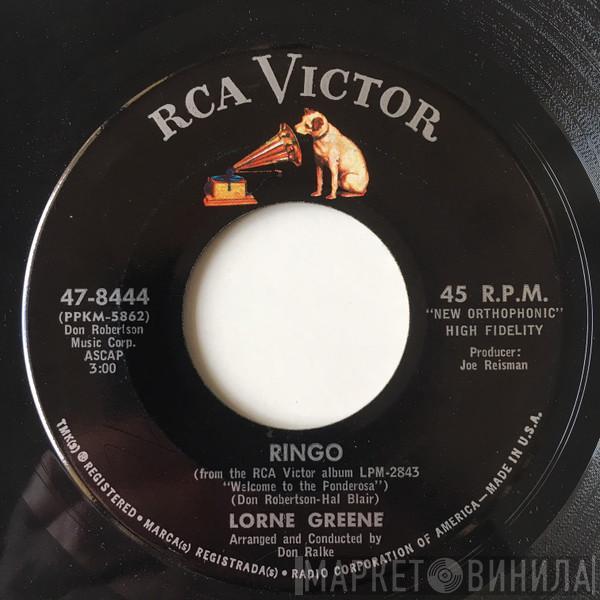 RCA VICTOR
47-8444
(PPKM-5862)
Don Robertson
Music Corp.
ASCAP
3:00
45 R.P.M.
"NEW ORTHOPHONIC"
HIGH FIDELITY
Producer:
Joe Reisman
RINGO
(from the RCA Victor album LPM-2843
"Welcome to the Ponderosa")
(Don Robertson-Hal Blair)
LORNE GREENE
Arranged and Conducted by
Don Ralke
TMK(s) ® REGISTERED • MARCA(s) REGISTRADA(s) • RADIO CORPORATION OF AMERICA—MADE IN U.S.A.
МАРКЕТ ВИНИЛА